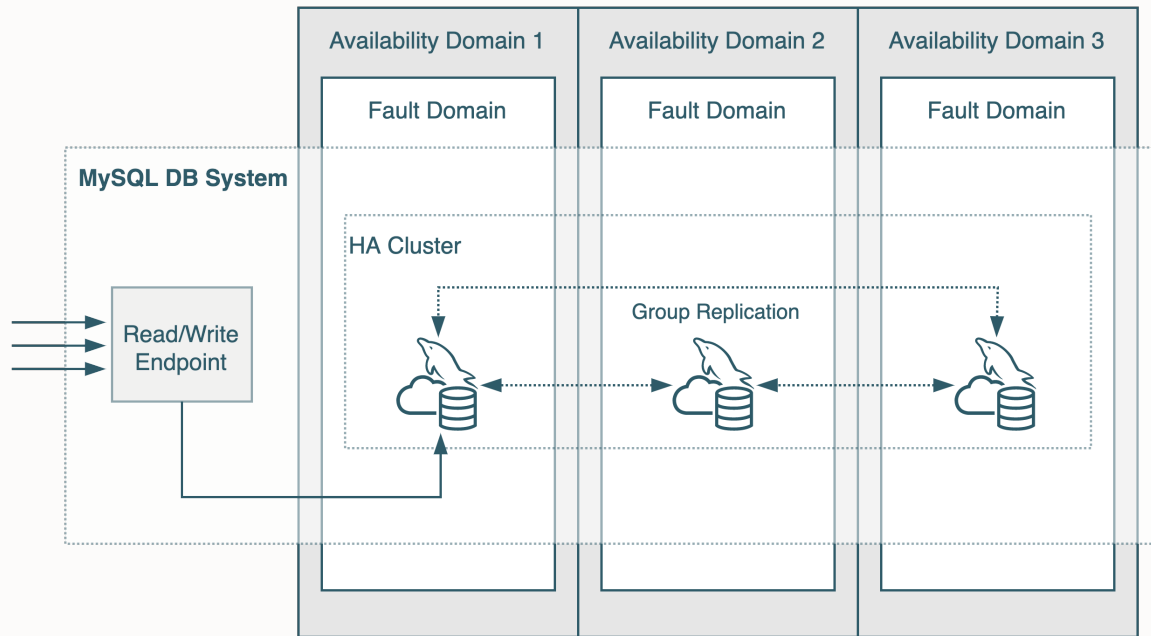 Availability Domain 1
Availability Domain 2
Availability Domain 3
Fault Domain
Fault Domain
Fault Domain
MySQL DB System
HA Cluster
Group Replication
Read/Write
Endpoint